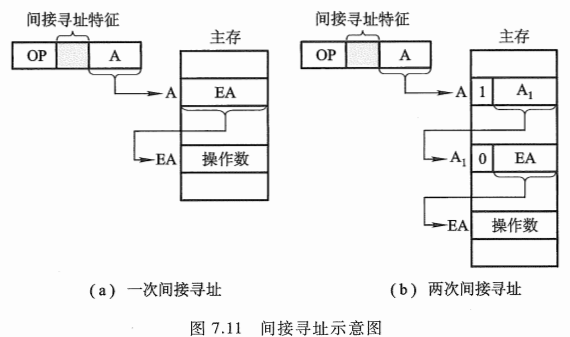 间接寻址特征
OP A
主存
A EA
EA 操作数
(a) 一次间接寻址
间接寻址特征
OP A
主存
A 1 A₁
A₁ 0 EA
EA 操作数
(b) 两次间接寻址
图 7.11 间接寻址示意图